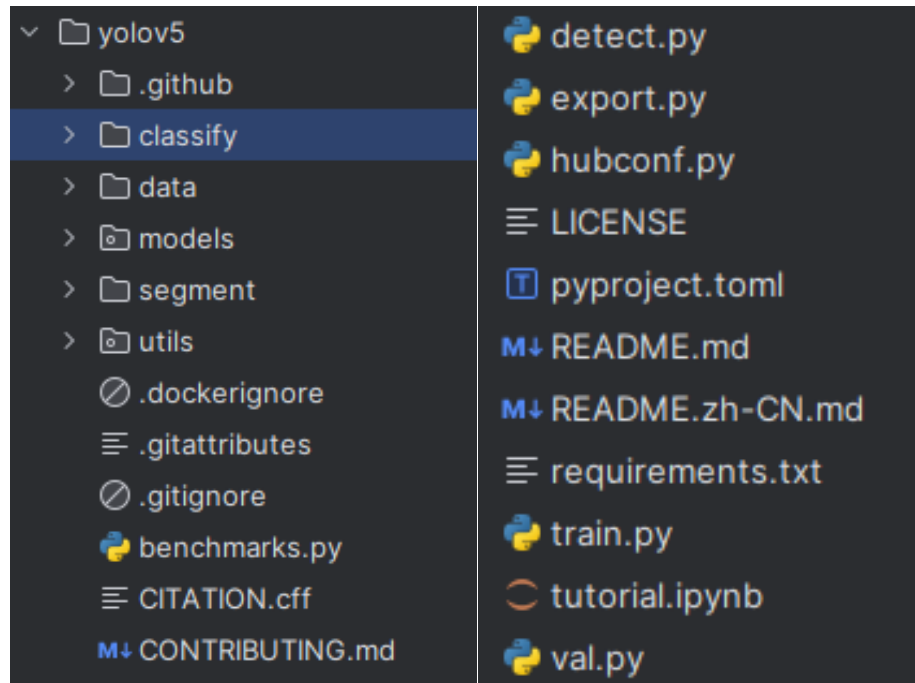 yolov5
.github
classify
data
models
segment
utils
.dockerignore
.gitattributes
.gitignore
benchmarks.py
CITATION.cff
M↓ CONTRIBUTING.md
detect.py
export.py
hubconf.py
LICENSE
T pyproject.toml
M↓ README.md
M↓ README.zh-CN.md
requirements.txt
train.py
tutorial.ipynb
val.py